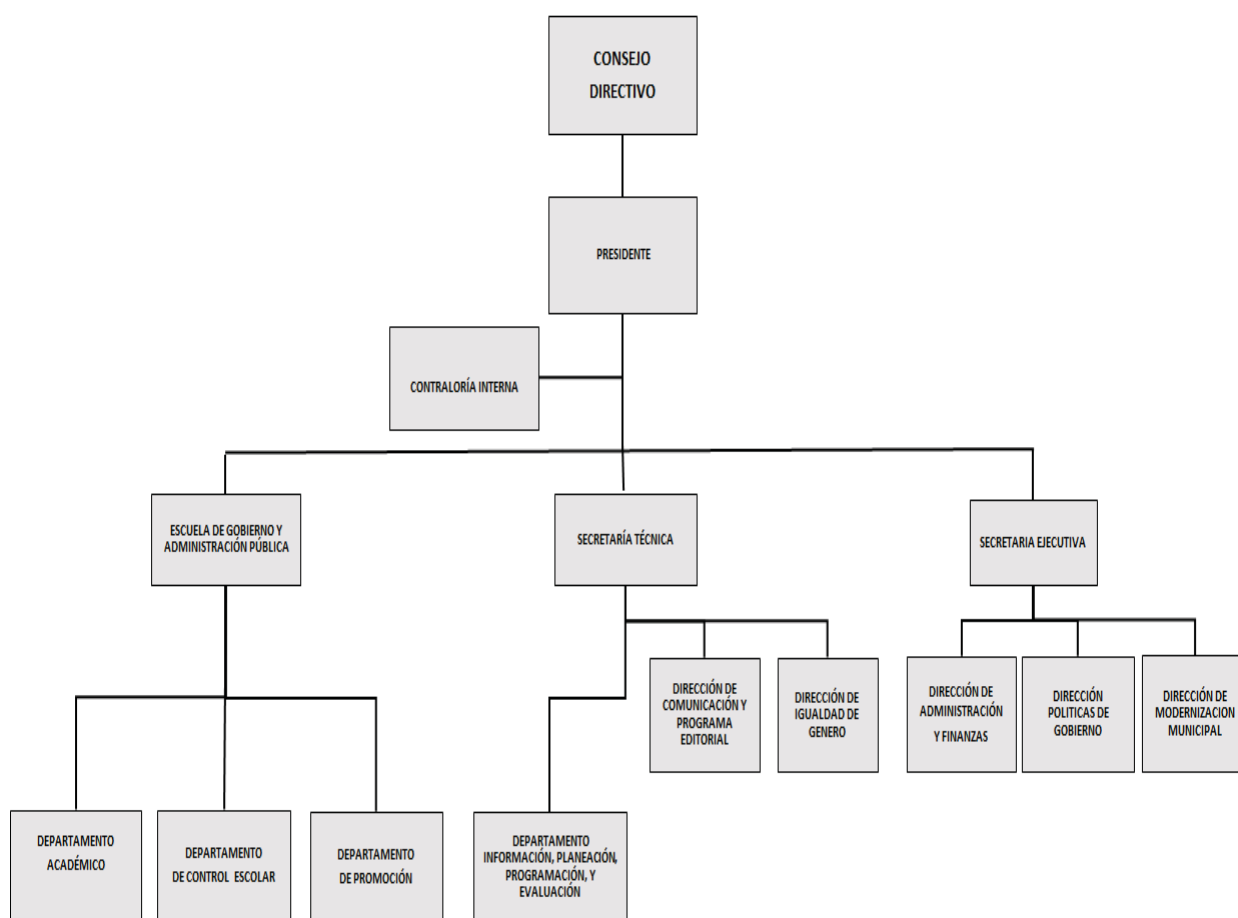 CONSEJO
DIRECTIVO
PRESIDENTE
CONTRALORÍA INTERNA
ESCUELA DE GOBIERNO Y
ADMINISTRACIÓN PÚBLICA
SECRETARÍA TÉCNICA
SECRETARIA EJECUTIVA
DIRECCIÓN DE
COMUNICACIÓN Y
PROGRAMA
EDITORIAL
DIRECCIÓN DE
IGUALDAD DE
GENERO
DIRECCIÓN DE
ADMINISTRACIÓN
Y FINANZAS
DIRECCIÓN
POLITICAS DE
GOBIERNO
DIRECCIÓN DE
MODERNIZACION
MUNICIPAL
DEPARTAMENTO
ACADÉMICO
DEPARTAMENTO
DE CONTROL ESCOLAR
DEPARTAMENTO
DE PROMOCIÓN
DEPARTAMENTO
INFORMACIÓN, PLANEACIÓN,
PROGRAMACIÓN, Y
EVALUACIÓN